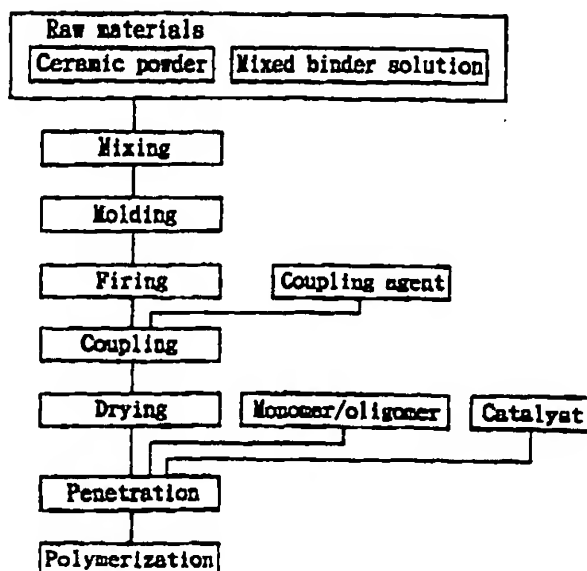 Raw materials
Ceramic powder Mixed binder solution
Mixing
Molding
Firing Coupling agent
Coupling
Drying Monomer/oligomer Catalyst
Penetration
Polymerization